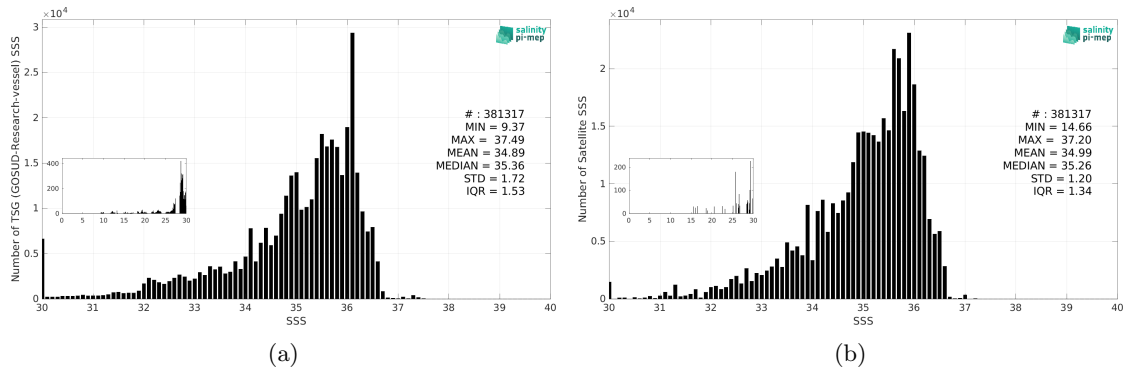 ×10⁴
3
2.5
2
1.5
1
0.5
0
30 31 32 33 34 35 36 37 38 39 40
SSS
Number of TSG (GOSUD-Research-vessel) SSS
salinity
pi-mep
# : 381317
MIN = 9.37
MAX = 37.49
MEAN = 34.89
MEDIAN = 35.36
STD = 1.72
IQR = 1.53
400
200
0
0 5 10 15 20 25 30
(a)
×10⁴
2
1.5
1
0.5
0
30 31 32 33 34 35 36 37 38 39 40
SSS
Number of Satellite SSS
salinity
pi-mep
# : 381317
MIN = 14.66
MAX = 37.20
MEAN = 34.99
MEDIAN = 35.26
STD = 1.20
IQR = 1.34
200
100
0
0 5 10 15 20 25 30
(b)